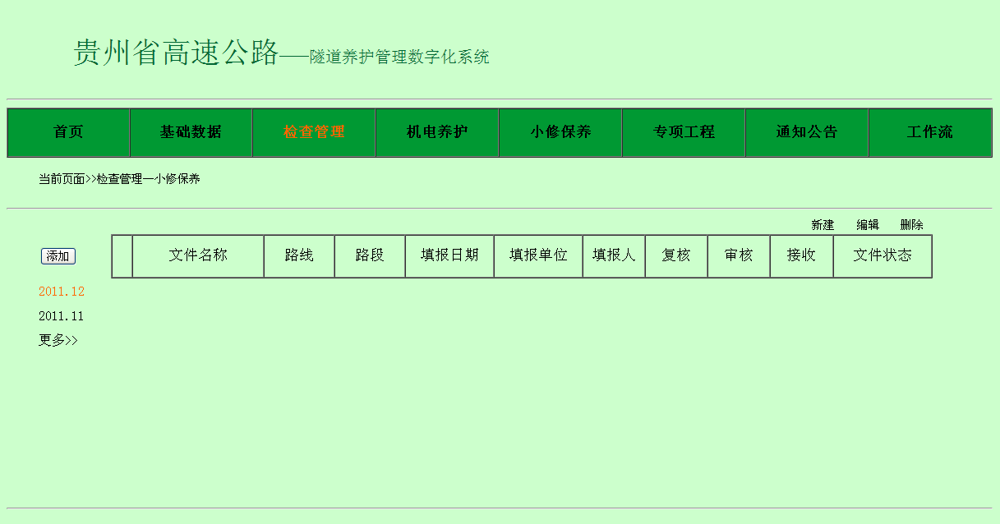 贵州省高速公路——隧道养护管理数字化系统
首页 基础数据 检查管理 机电养护 小修保养 专项工程 通知公告 工作流
当前页面>>检查管理—小修保养
新建 编辑 删除
添加 文件名称 路线 路段 填报日期 填报单位 填报人 复核 审核 接收 文件状态
2011.12
2011.11
更多>>